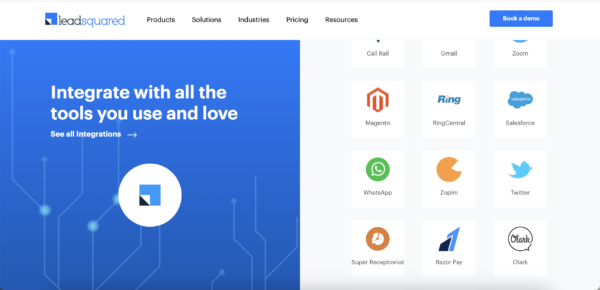 leadsquared
Products
Solutions
Industries
Pricing
Resources
Book a demo
Integrate with all the
tools you use and love
See all Integrations
Call Rail
Gmail
Zoom
Magento
Ring
RingCentral
salesforce
Salesforce
WhatsApp
Zopim
Twitter
Super Receptionist
Razor Pay
Olark
Olark